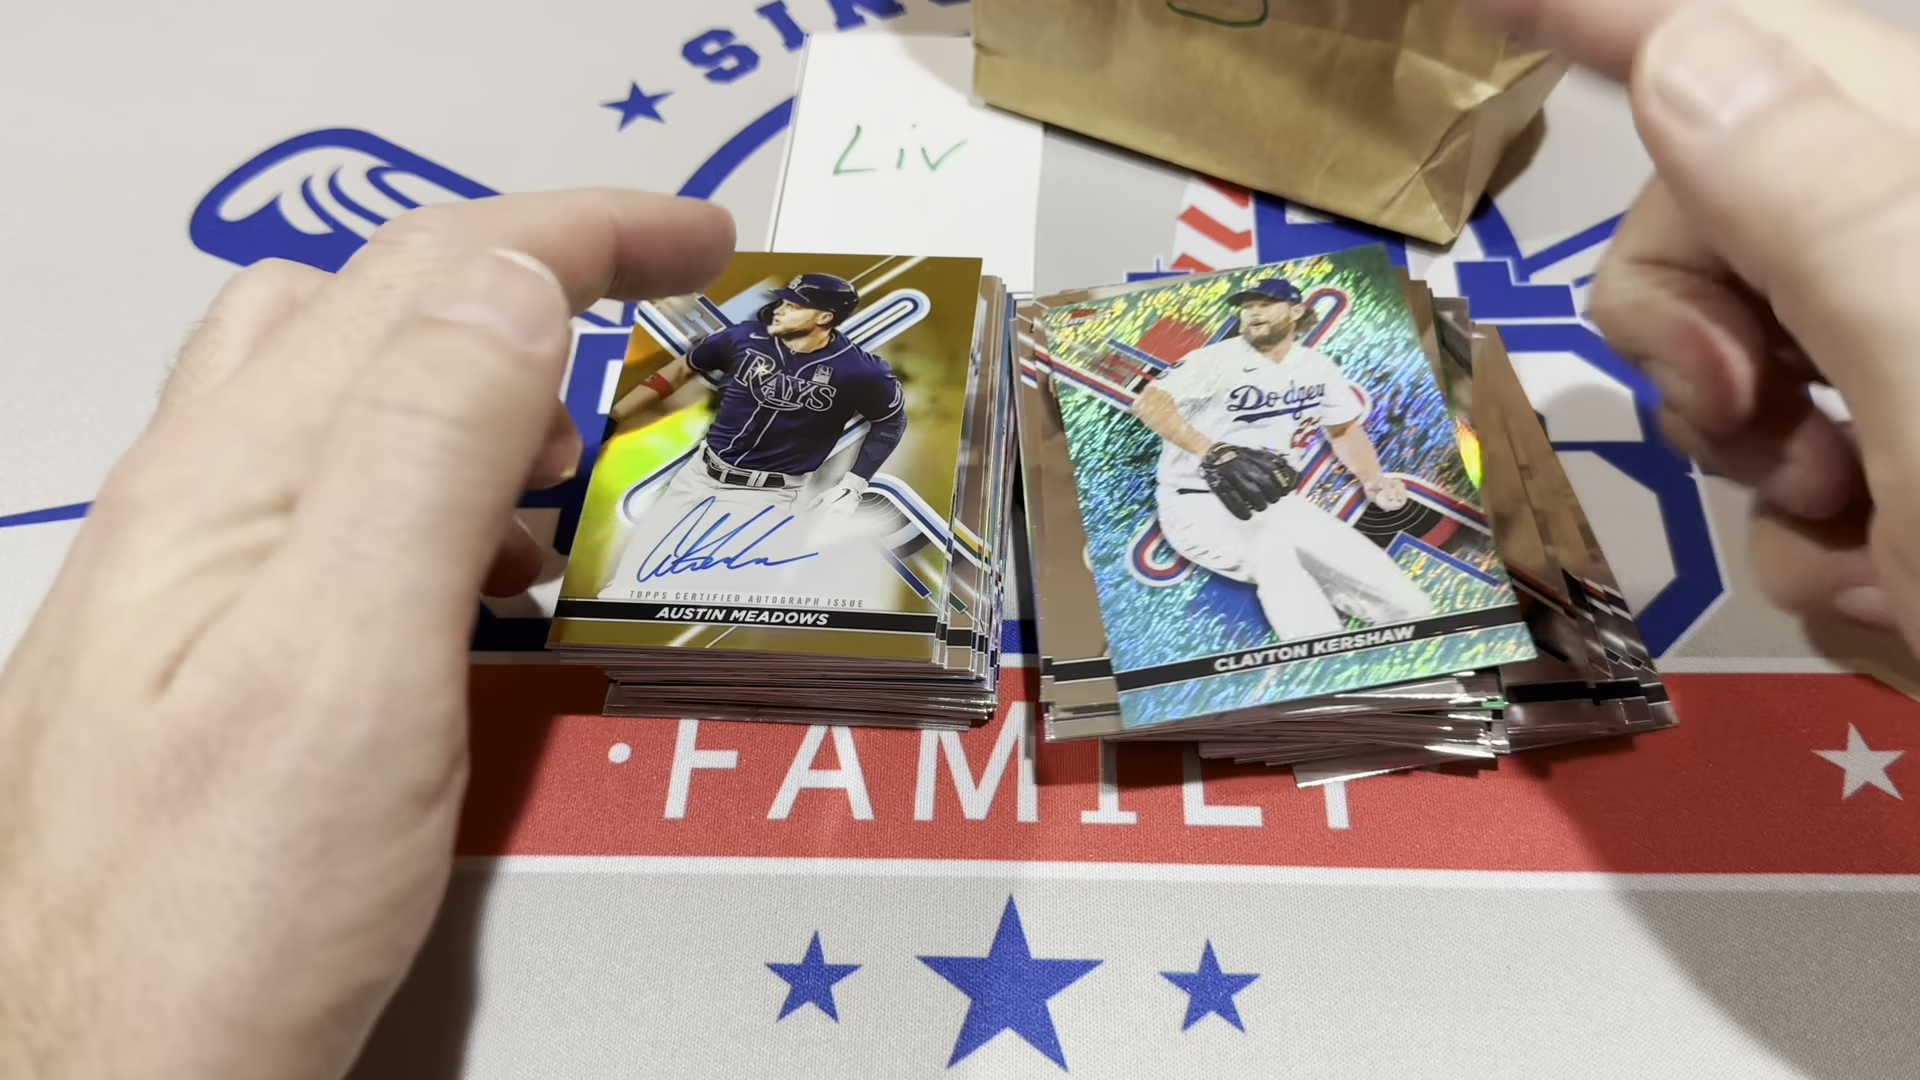 Liv
RAYS
TOPPS CERTIFIED AUTOGRAPH ISSUE
AUSTIN MEADOWS
Dodgers
CLAYTON KERSHAW
· FAMILY